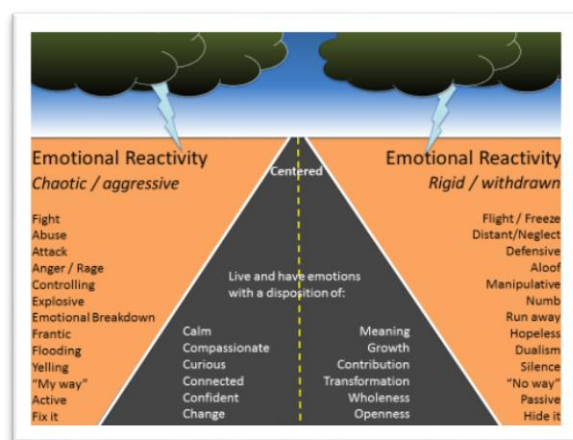 Emotional Reactivity
Chaotic / aggressive
Fight
Abuse
Attack
Anger / Rage
Controlling
Explosive
Emotional Breakdown
Frantic
Flooding
Yelling
“My way”
Active
Fix it
Centered
Live and have emotions
with a disposition of:
Calm
Compassionate
Curious
Connected
Confident
Change
Meaning
Growth
Contribution
Transformation
Wholeness
Openness
Emotional Reactivity
Rigid / withdrawn
Flight / Freeze
Distant/Neglect
Defensive
Aloof
Manipulative
Numb
Run away
Hopeless
Dualism
Silence
“No way”
Passive
Hide it